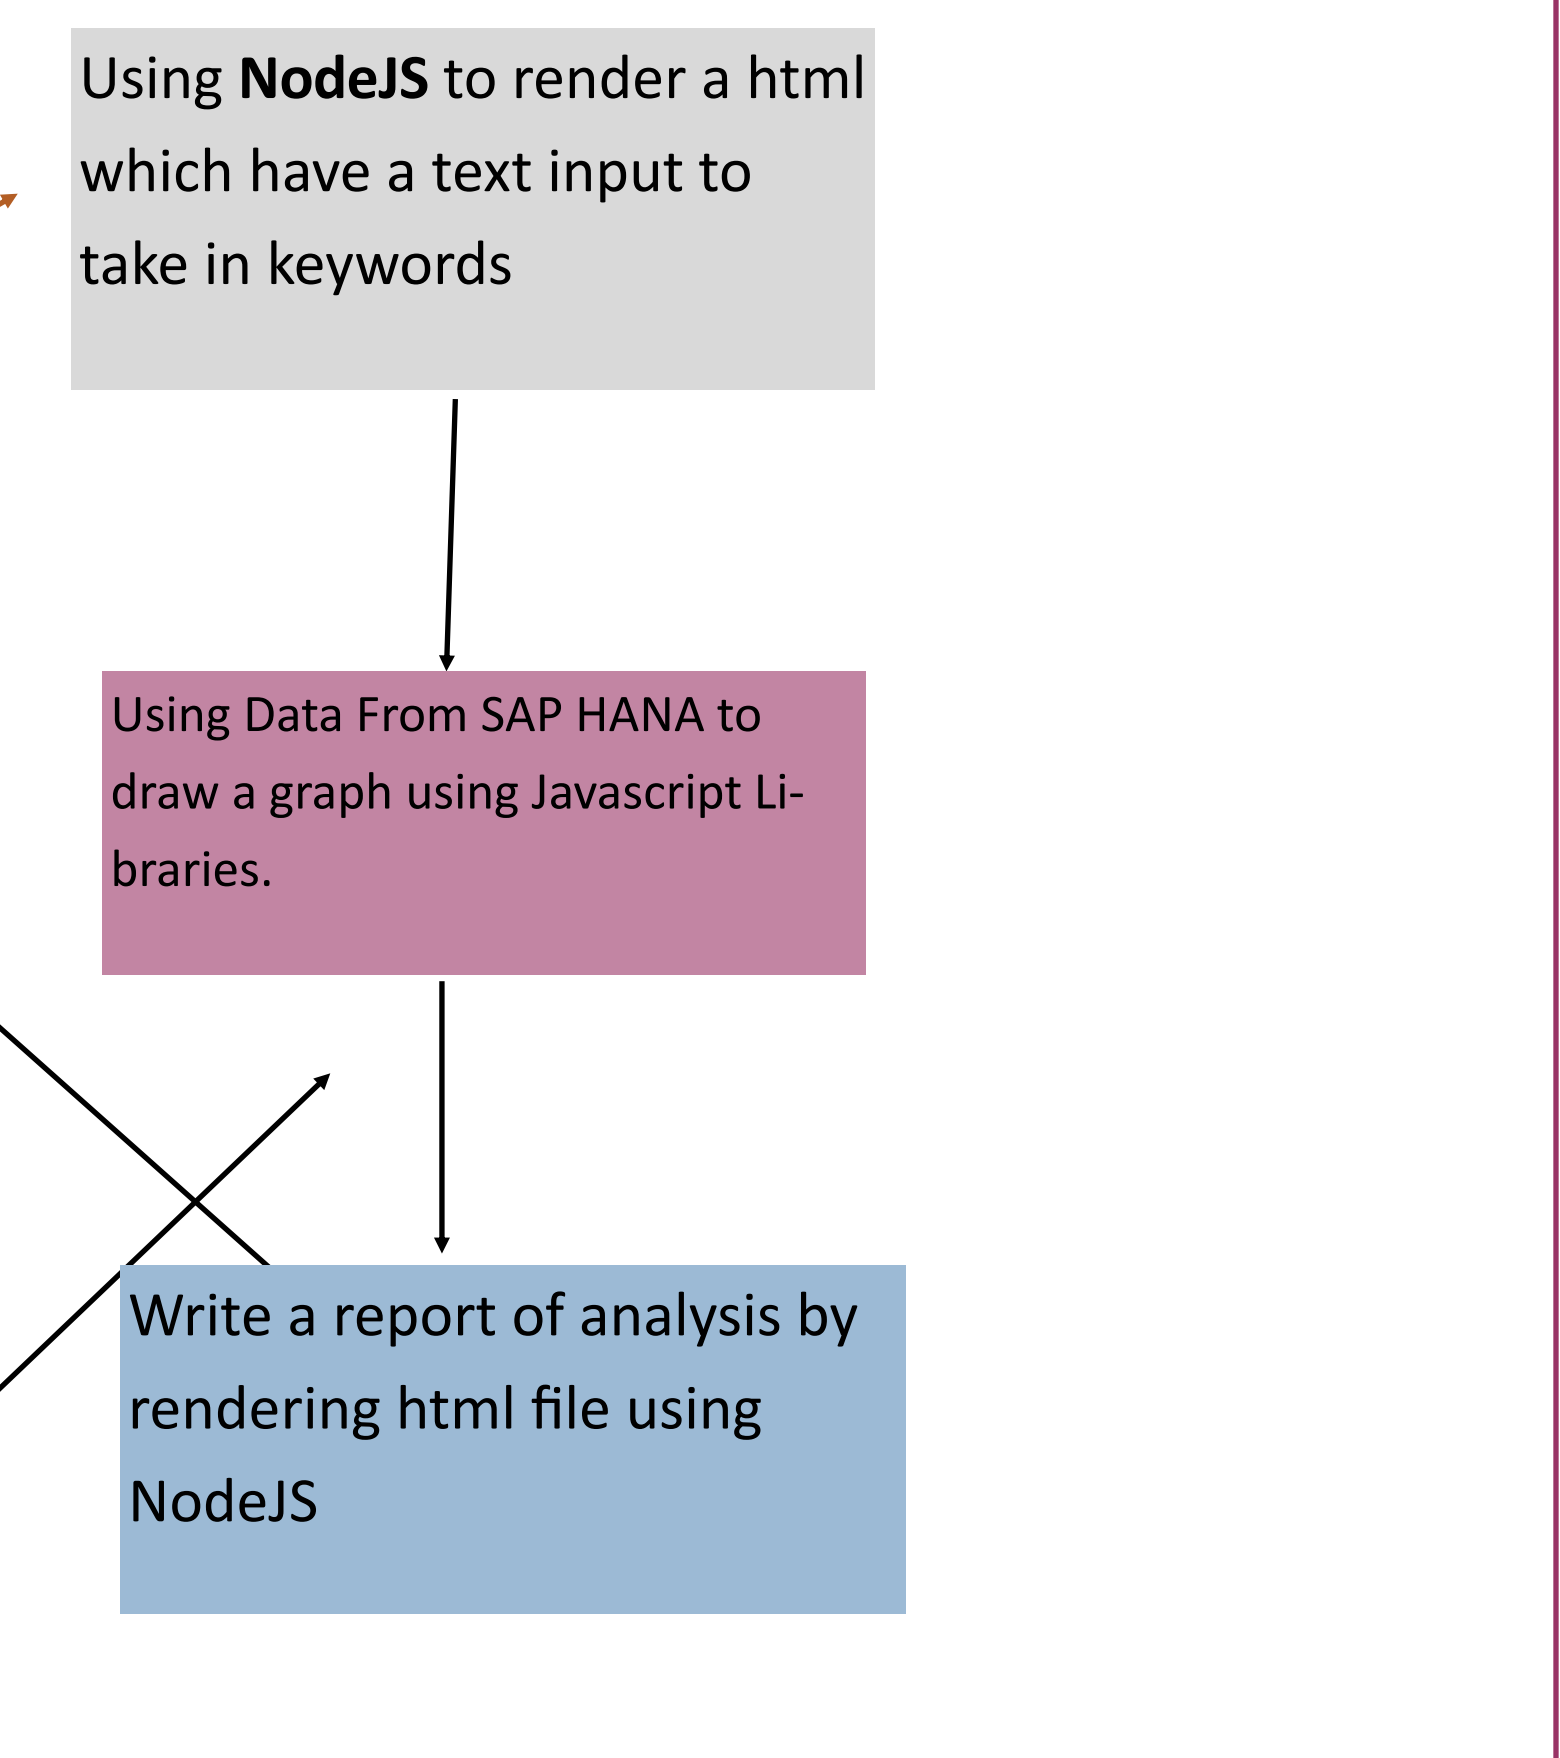 Using NodeJS to render a html
which have a text input to
take in keywords
Using Data From SAP HANA to
draw a graph using Javascript Li-
braries.
Write a report of analysis by
rendering html file using
NodeJS